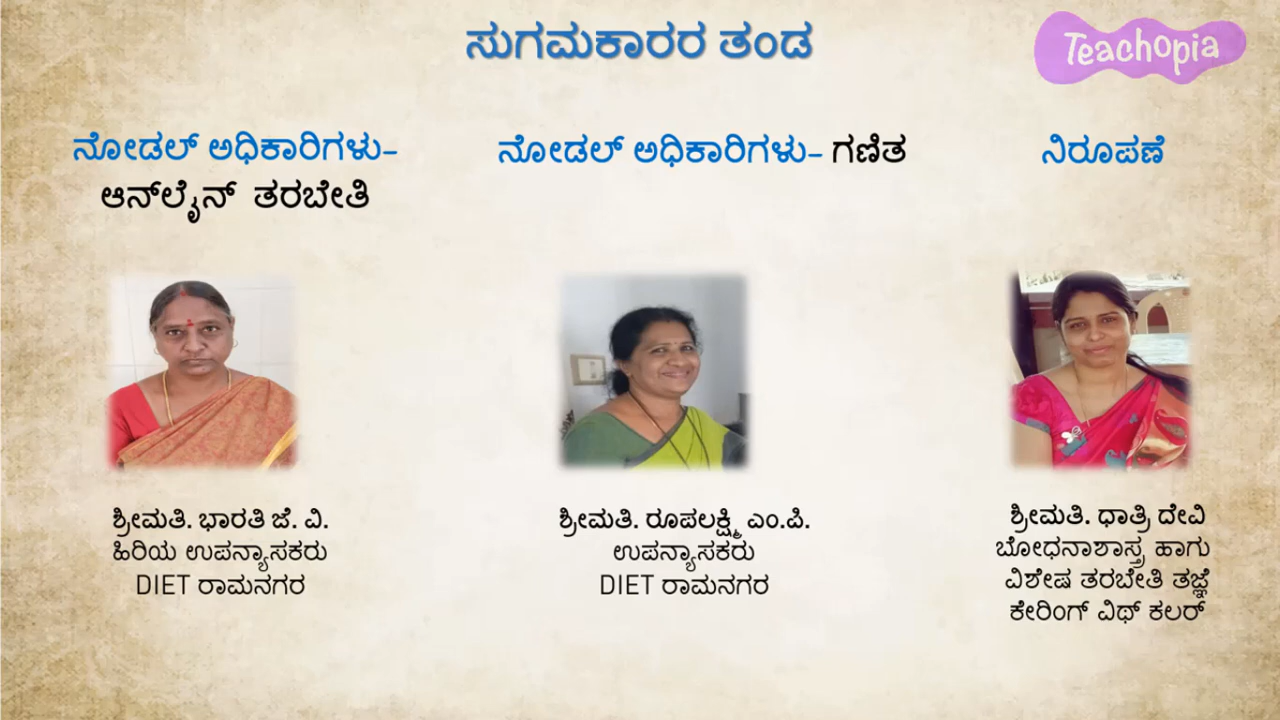 ಸುಗಮಕಾರರ ತಂಡ
Teachopia
ನೋಡಲ್ ಅಧಿಕಾರಿಗಳು-
ಆನ್‌ಲೈನ್ ತರಬೇತಿ
ನೋಡಲ್ ಅಧಿಕಾರಿಗಳು- ಗಣಿತ
ನಿರೂಪಣೆ
ಶ್ರೀಮತಿ. ಭಾರತಿ ಜೆ. ವಿ.
ಹಿರಿಯ ಉಪನ್ಯಾಸಕರು
DIET ರಾಮನಗರ
ಶ್ರೀಮತಿ. ರೂಪಲಕ್ಷ್ಮಿ ಎಂ.ಪಿ.
ಉಪನ್ಯಾಸಕರು
DIET ರಾಮನಗರ
ಶ್ರೀಮತಿ. ಧಾತ್ರಿ ದೇವಿ
ಬೋಧನಾಶಾಸ್ತ್ರ ಹಾಗು
ವಿಶೇಷ ತರಬೇತಿ ತಜ್ಞೆ
ಕೇರಿಂಗ್ ವಿಥ್ ಕಲರ್